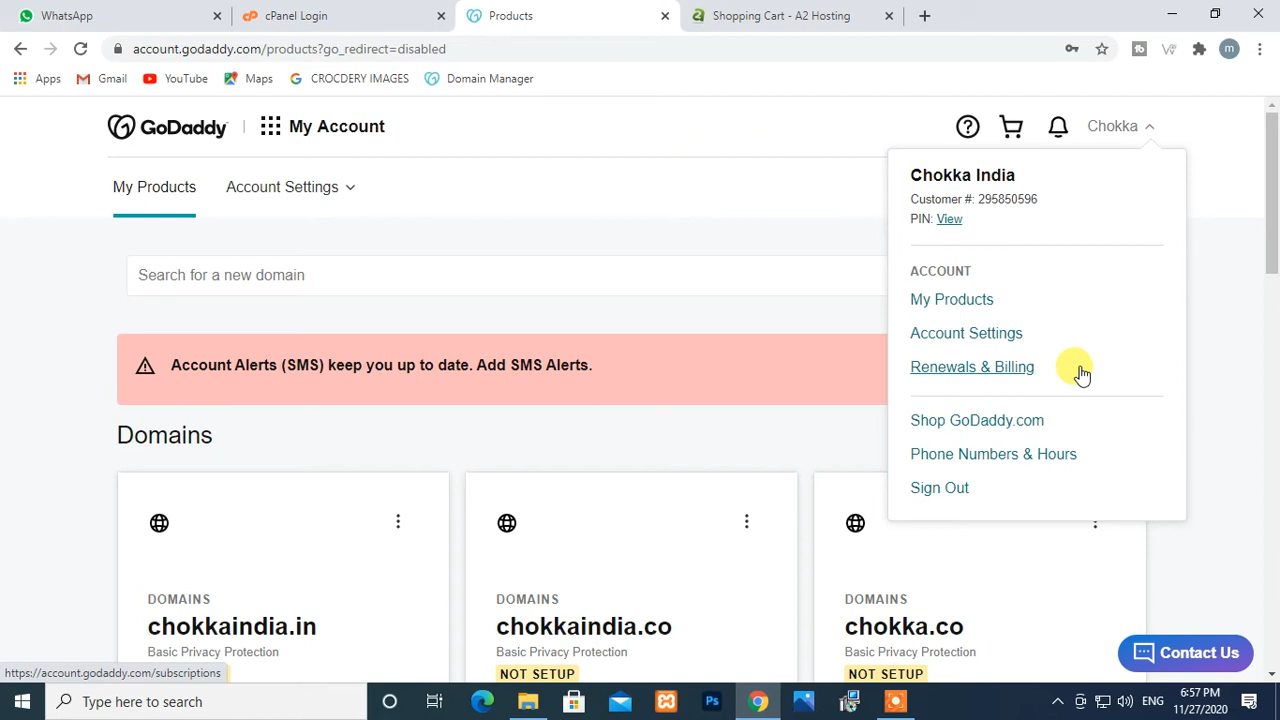 WhatsApp
cPanel Login
Products
Shopping Cart - A2 Hosting
account.godaddy.com/products?go_redirect=disabled
m
Apps
Gmail
YouTube
Maps
CROCDERY IMAGES
Domain Manager
GoDaddy
My Account
Chokka
My Products
Account Settings
Chokka India
Customer #: 295850596
PIN: View
Search for a new domain
ACCOUNT
My Products
Account Settings
Renewals & Billing
Account Alerts (SMS) keep you up to date. Add SMS Alerts.
Shop GoDaddy.com
Phone Numbers & Hours
Sign Out
Domains
DOMAINS
chokkaindia.in
Basic Privacy Protection
DOMAINS
chokkaindia.co
Basic Privacy Protection
NOT SETUP
DOMAINS
chokka.co
Basic Privacy Protection
NOT SETUP
Contact Us
https://account.godaddy.com/subscriptions
Type here to search
Ps
ENG
6:57 PM
11/27/2020